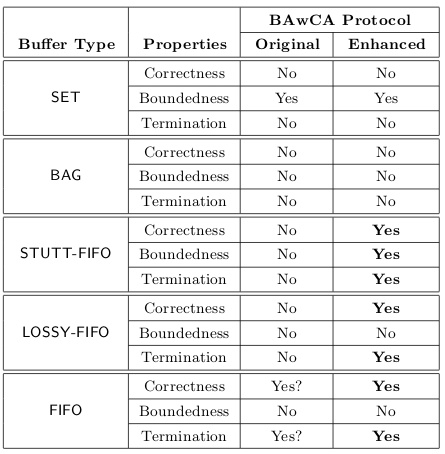 BAwCA Protocol
Buffer Type Properties Original Enhanced
Correctness No No
SET Boundedness Yes Yes
Termination No No
Correctness No No
BAG Boundedness No No
Termination No No
Correctness No Yes
STUTT-FIFO Boundedness No Yes
Termination No Yes
Correctness No Yes
LOSSY-FIFO Boundedness No No
Termination No Yes
Correctness Yes? Yes
FIFO Boundedness No No
Termination Yes? Yes